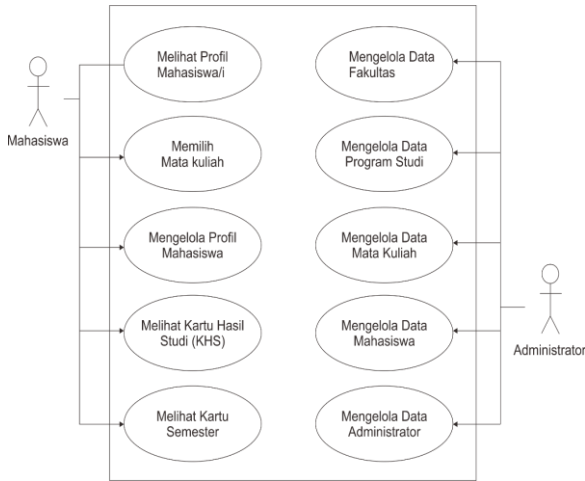 Mahasiswa
Melihat Profil
Mahasiswa/i
Memilih
Mata kuliah
Mengelola Profil
Mahasiswa
Melihat Kartu Hasil
Studi (KHS)
Melihat Kartu
Semester
Mengelola Data
Fakultas
Mengelola Data
Program Studi
Mengelola Data
Mata Kuliah
Mengelola Data
Mahasiswa
Mengelola Data
Administrator
Administrator